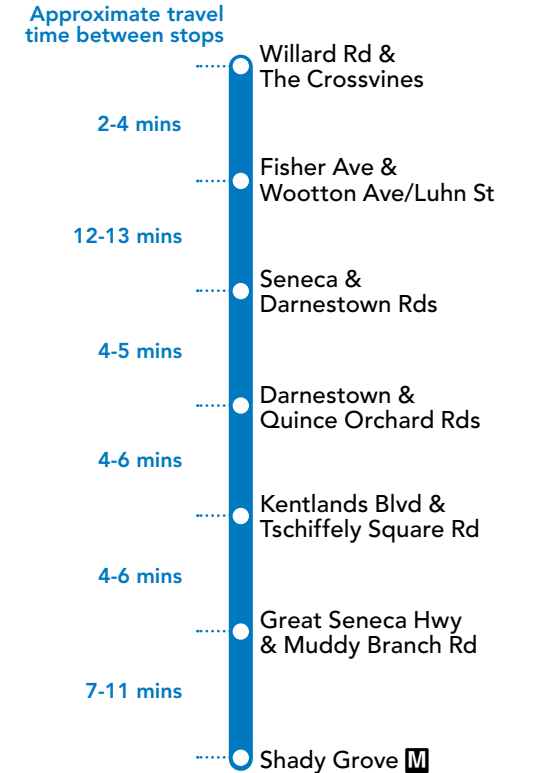 Approximate travel
time between stops
Willard Rd &
The Crossvines
2-4 mins
Fisher Ave &
Wootton Ave/Luhn St
12-13 mins
Seneca &
Darnestown Rds
4-5 mins
Darnestown &
Quince Orchard Rds
4-6 mins
Kentlands Blvd &
Tschiffely Square Rd
4-6 mins
Great Seneca Hwy
& Muddy Branch Rd
7-11 mins
Shady Grove M